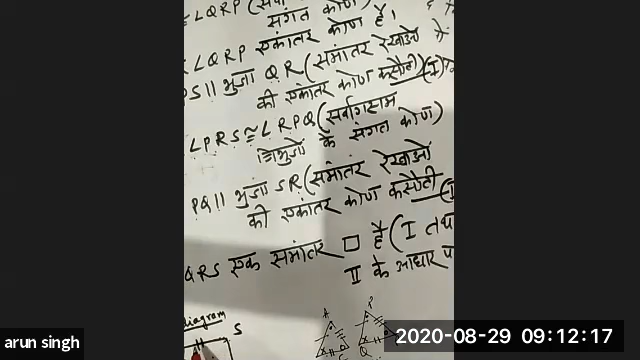 ≅ ∠QRP (सर्वा
संगत कोण)
∠QRP एकांतर कोण है।
PS || भुजा QR (समांतर रेखाओं
की एकांतर कोण कसौटी) (I)
∠PRS ≅ ∠RPQ (सर्वांगसम
त्रिभुजों के संगत कोण)
PQ || भुजा SR (समांतर रेखाओं
की एकांतर कोण कसौटी
QRS एक समांतर □ है (I तथ
II के आधार प
diagram
S
A
P
Q
arun singh
2020-08-29 09:12:17